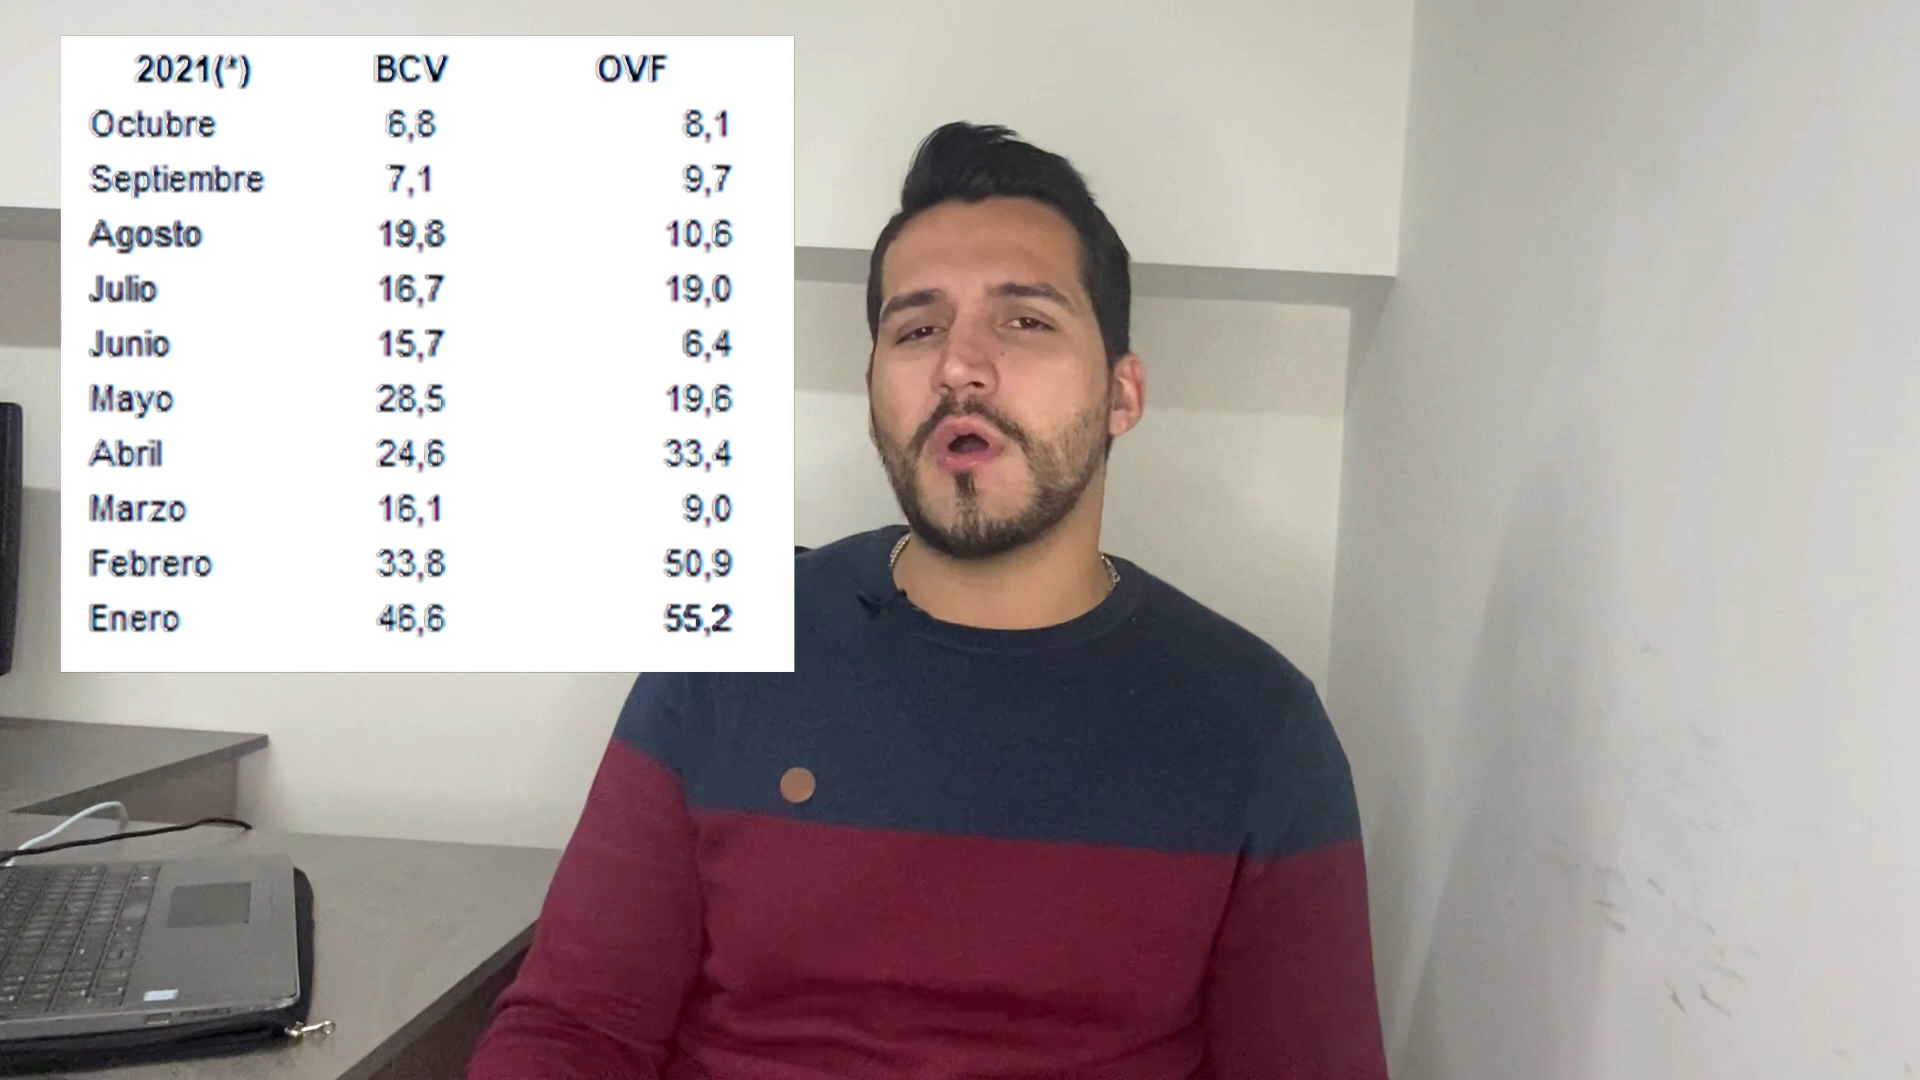 2021(*) BCV OVF
Octubre 6,8 8,1
Septiembre 7,1 9,7
Agosto 19,8 10,6
Julio 16,7 19,0
Junio 15,7 6,4
Mayo 28,5 19,6
Abril 24,6 33,4
Marzo 16,1 9,0
Febrero 33,8 50,9
Enero 46,6 55,2